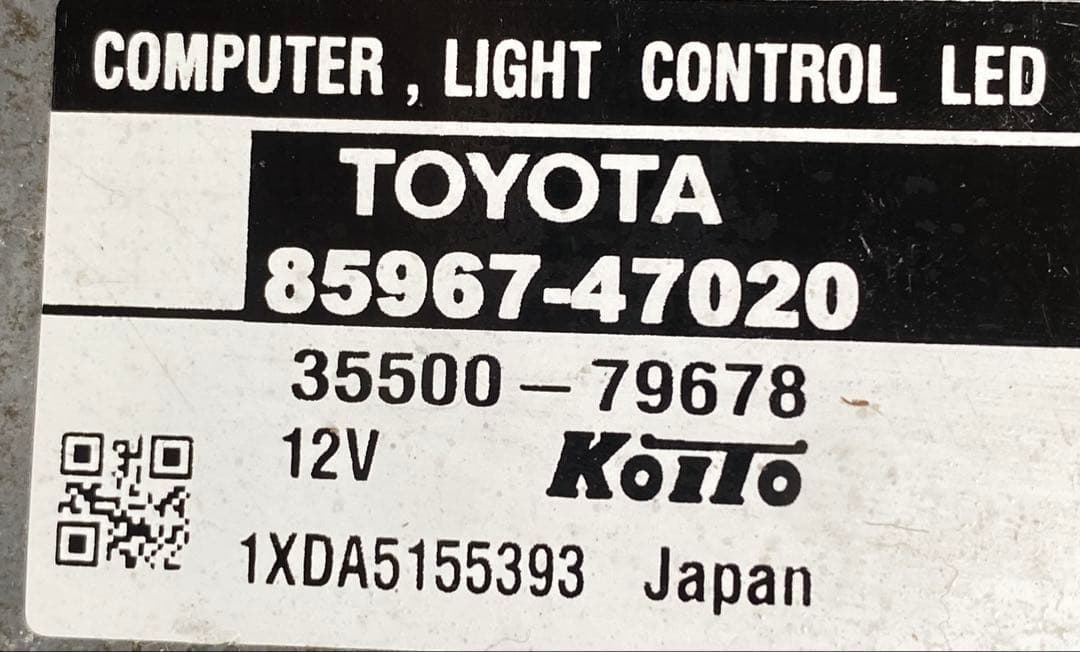 COMPUTER , LIGHT CONTROL LED
TOYOTA
85967-47020
35500-79678
12V KOITO
1XDA5155393 Japan